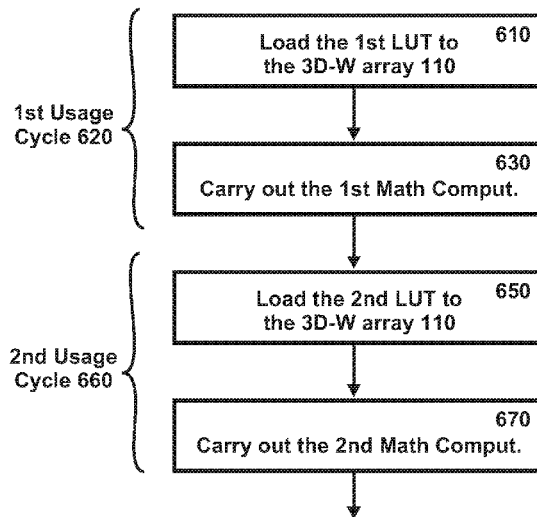 610
Load the 1st LUT to
the 3D-W array 110
1st Usage
Cycle 620
630
Carry out the 1st Math Comput.
650
Load the 2nd LUT to
the 3D-W array 110
2nd Usage
Cycle 660
670
Carry out the 2nd Math Comput.